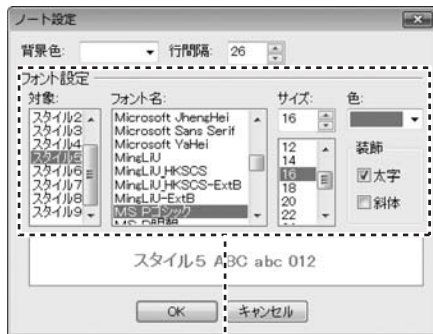 ノート設定
背景色: 行間隔: 26
フォント設定
対象: フォント名: サイズ: 色:
スタイル2
スタイル3
スタイル4
スタイル5
スタイル6
スタイル7
スタイル8
スタイル9
Microsoft JhengHei
Microsoft Sans Serif
Microsoft YaHei
MingLiU
MingLiU_HKSCS
MingLiU_HKSCS-ExtB
MingLiU-ExtB
MS Pゴシック
MS P明朝
16
12
14
16
18
20
22
装飾
太字
斜体
スタイル5 ABC abc 012
OK キャンセル